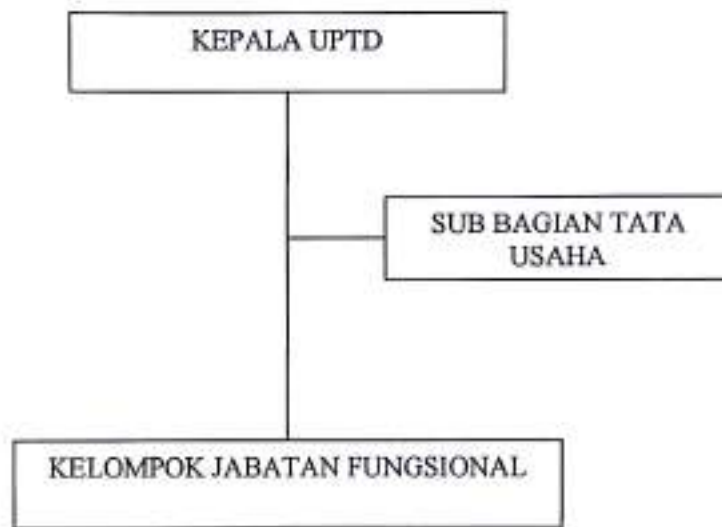 KEPALA UPTD
SUB BAGIAN TATA
USAHA
KELOMPOK JABATAN FUNGSIONAL